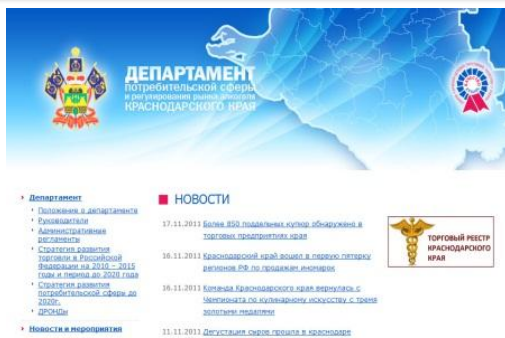 ДЕПАРТАМЕНТ
потребительской сферы
и регулирования рынка алкоголя
КРАСНОДАРСКОГО КРАЯ
Департамент
Положение о департаменте
Руководители
Административные
регламенты
Стратегия развития
торговли в Российской
Федерации на 2010 - 2015
годы и период до 2020 года
Стратегия развития
потребительской сферы до
2020г.
ДРОНДы
Новости и мероприятия
НОВОСТИ
17.11.2011 Более 850 поддельных купюр обнаружено в
торговых предприятиях края
16.11.2011 Краснодарский край вошел в первую пятерку
регионов РФ по продажам иномарок
16.11.2011 Команда Краснодарского края вернулась с
Чемпионата по кулинарному искусству с тремя
золотыми медалями
11.11.2011 Дегустация сыров прошла в краснодаре
ТОРГОВЫЙ РЕЕСТР
КРАСНОДАРСКОГО
КРАЯ